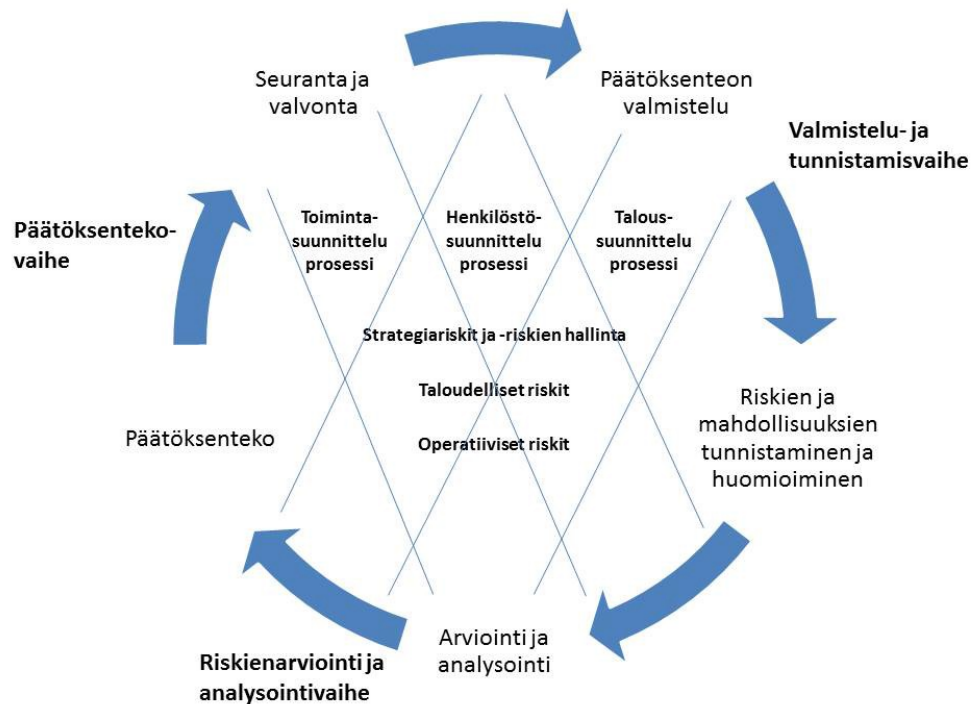 Seuranta ja
valvonta
Päätöksenteon
valmistelu
Valmistelu- ja
tunnistamisvaihe
Päätöksenteko-
vaihe
Toiminta-
suunnittelu
prosessi
Henkilöstö-
suunnittelu
prosessi
Talous-
suunnittelu
prosessi
Strategiariskit ja -riskien hallinta
Taloudelliset riskit
Operatiiviset riskit
Päätöksenteko
Riskien ja
mahdollisuuksien
tunnistaminen ja
huomioiminen
Arviointi ja
analysointi
Riskienarviointi ja
analysointivaihe